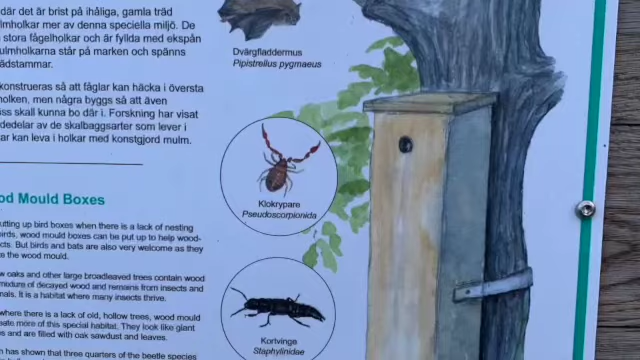 där det är brist på ihåliga, gamla träd
mulmholkar mer av denna speciella miljö. De
stora fågelholkar och är fyllda med ekspån
ulmholkarna står på marken och spänns
ädstammar.
konstrueras så att fåglar kan häcka i översta
olken, men några byggs så att även
ss skall kunna bo där i. Forskning har visat
dedelar av de skalbaggsarter som lever i
ar kan leva i holkar med konstgjord mulm.
od Mould Boxes
utting up bird boxes when there is a lack of nesting
irds, wood mould boxes can be put up to help wood-
cts. But birds and bats are also very welcome as they
s the wood mould.
w oaks and other large broadleaved trees contain wood
mixture of decayed wood and remains from insects and
mals. It is a habitat where many insects thrive.
where there is a lack of old, hollow trees, wood mould
eate more of this special habitat. They look like giant
s and are filled with oak sawdust and leaves.
h has shown that three quarters of the beetle species
Dvärgfladdermus
Pipistrellus pygmaeus
Klokrypare
Pseudoscorpionida
Kortvinge
Staphylinidae